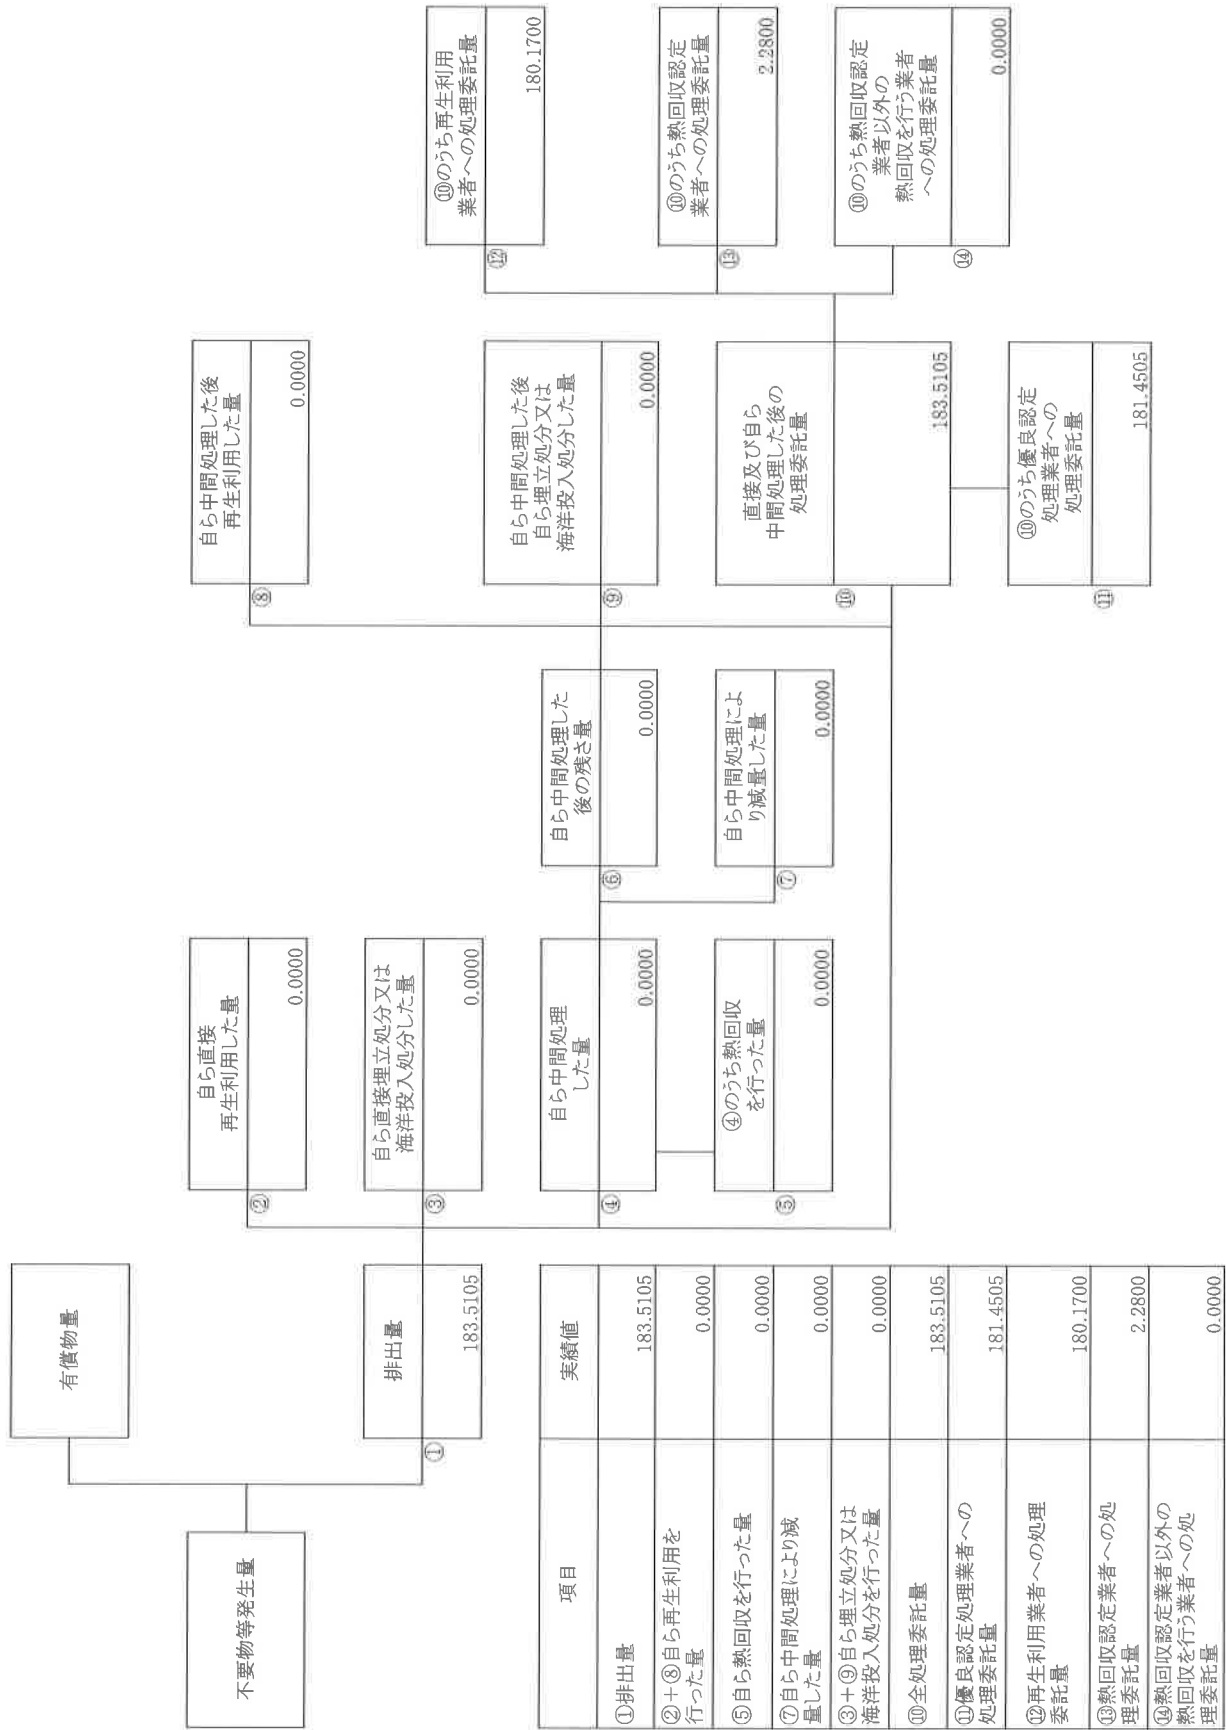 不要物等発生量
有償物量
排出量
①
183.5105
自ら直接
再生利用した量
②
0.0000
自ら直接埋立処分又は
海洋投入処分した量
③
0.0000
自ら中間処理
した量
④
0.0000
④のうち熱回収
を行った量
⑤
0.0000
自ら中間処理した
後の残さ量
⑥
0.0000
自ら中間処理によ
り減量した量
⑦
0.0000
自ら中間処理した後
再生利用した量
⑧
0.0000
自ら中間処理した後
自ら埋立処分又は
海洋投入処分した量
⑨
0.0000
直接及び自ら
中間処理した後の
処理委託量
⑩
183.5105
⑩のうち優良認定
処理業者への
処理委託量
⑪
181.4505
⑩のうち再生利用
業者への処理委託量
⑫
180.1700
⑩のうち熱回収認定
業者への処理委託量
⑬
2.2800
⑩のうち熱回収認定
業者以外の
熱回収を行う業者
への処理委託量
⑭
0.0000
項目
実績値
①排出量
183.5105
②+⑧自ら再生利用を
行った量
0.0000
⑤自ら熱回収を行った量
0.0000
⑦自ら中間処理により減
量した量
0.0000
③+⑨自ら埋立処分又は
海洋投入処分を行った量
0.0000
⑩全処理委託量
183.5105
⑪優良認定処理業者への
処理委託量
181.4505
⑫再生利用業者への処理
委託量
180.1700
⑬熱回収認定業者への処
理委託量
2.2800
⑭熱回収認定業者以外の
熱回収を行う業者への処
理委託量
0.0000